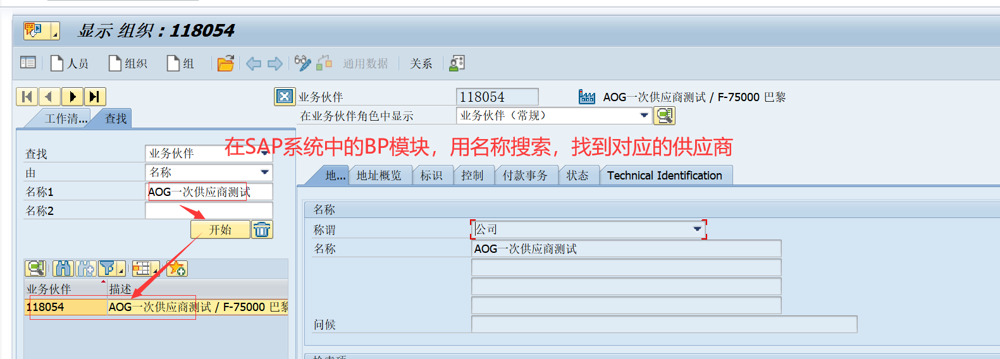 显示 组织：118054
人员 组织 组 通用数据 关系
业务伙伴 118054 AOG一次供应商测试 / F-75000 巴黎
在业务伙伴角色中显示 业务伙伴（常规）
工作清... 查找
在SAP系统中的BP模块，用名称搜索，找到对应的供应商
查找 业务伙伴
由 名称
名称1 AOG一次供应商测试
名称2
开始
业务伙伴 描述
118054 AOG一次供应商测试 / F-75000 巴黎
地... 地址概览 标识 控制 付款事务 状态 Technical Identification
名称
称谓 公司
名称 AOG一次供应商测试
问候